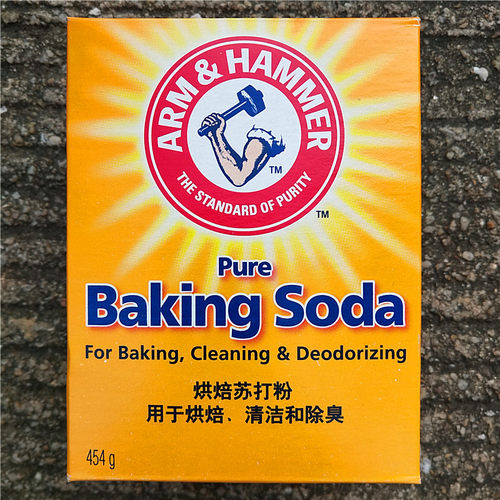 ARM & HAMMER
TM
THE STANDARD OF PURITY
TM
Pure
Baking Soda
For Baking, Cleaning & Deodorizing
烘焙苏打粉
用于烘焙、清洁和除臭
454 g